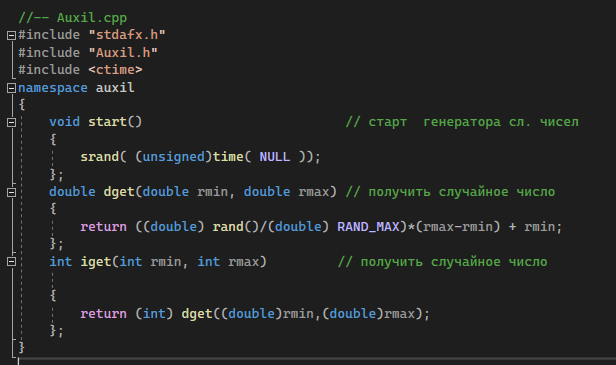 //-- Auxil.cpp
#include "stdafx.h"
#include "Auxil.h"
#include <ctime>
namespace auxil
{
void start() // старт генератора сл. чисел
{
srand( (unsigned)time( NULL ));
};
double dget(double rmin, double rmax) // получить случайное число
{
return ((double) rand()/(double) RAND_MAX)*(rmax-rmin) + rmin;
};
int iget(int rmin, int rmax) // получить случайное число
{
return (int) dget((double)rmin,(double)rmax);
};
}